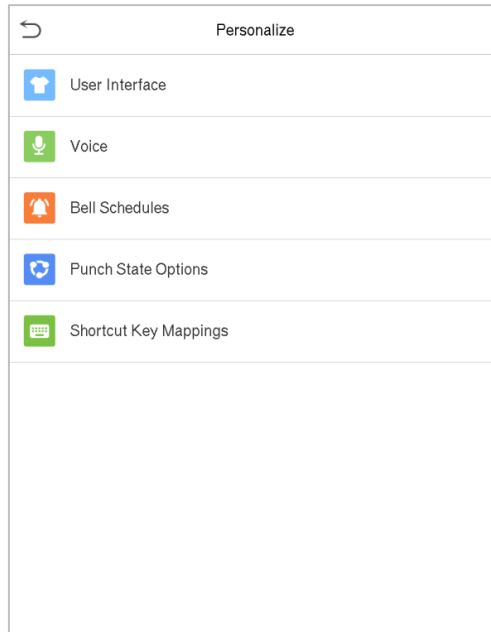 Personalize
User Interface
Voice
Bell Schedules
Punch State Options
Shortcut Key Mappings